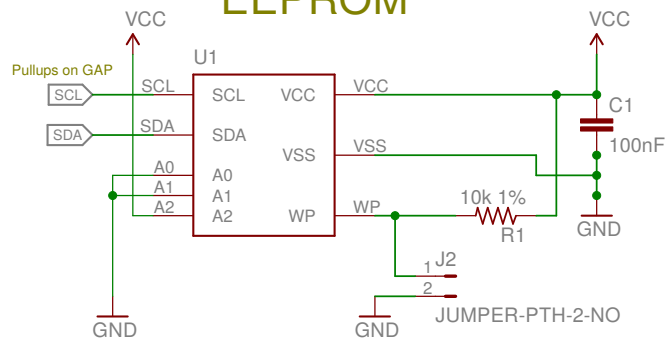 EEPROM
VCC
VCC
U1
Pullups on GAP
SCL
SCL
SCL
VCC
VCC
C1
100nF
SDA
SDA
SDA
VSS
VSS
A0
A0
A1
A1
A2
A2
WP
WP
10k 1%
R1
GND
J2
1
2
JUMPER-PTH-2-NO
GND
GND